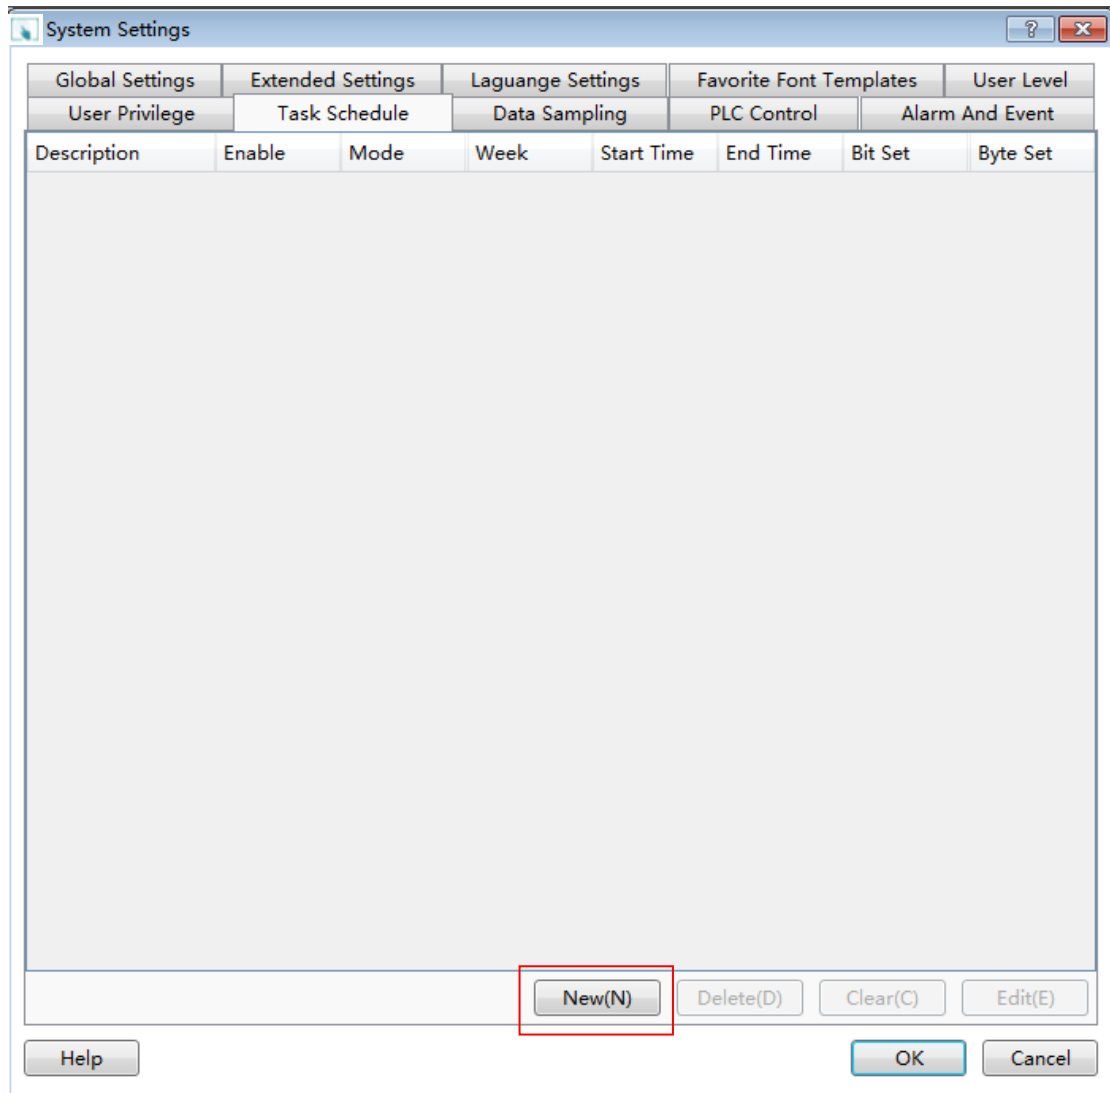 System Settings
Global Settings Extended Settings Laguange Settings Favorite Font Templates User Level
User Privilege Task Schedule Data Sampling PLC Control Alarm And Event
Description Enable Mode Week Start Time End Time Bit Set Byte Set
New(N) Delete(D) Clear(C) Edit(E)
Help OK Cancel